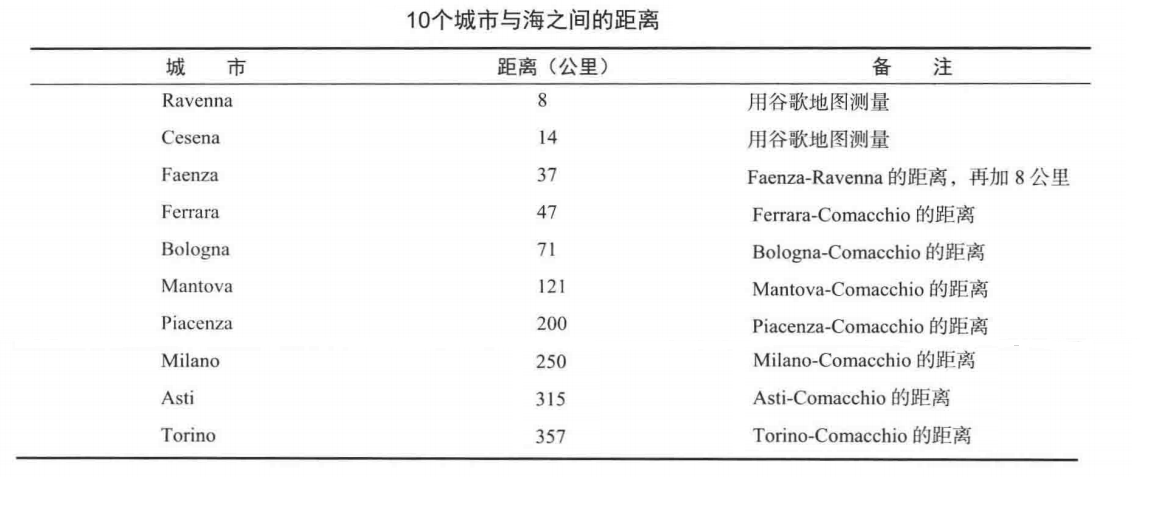 10个城市与海之间的距离
城 市 距离（公里） 备 注
Ravenna 8 用谷歌地图测量
Cesena 14 用谷歌地图测量
Faenza 37 Faenza-Ravenna 的距离，再加 8 公里
Ferrara 47 Ferrara-Comacchio 的距离
Bologna 71 Bologna-Comacchio 的距离
Mantova 121 Mantova-Comacchio 的距离
Piacenza 200 Piacenza-Comacchio 的距离
Milano 250 Milano-Comacchio 的距离
Asti 315 Asti-Comacchio 的距离
Torino 357 Torino-Comacchio 的距离